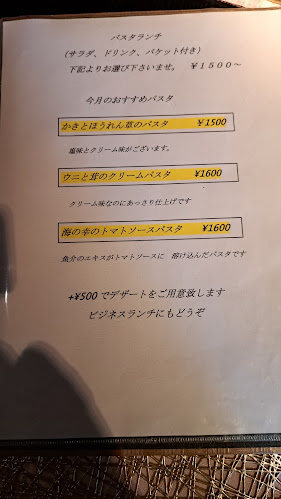 パスタランチ
(サラダ、ドリンク、バケット付き)
下記よりお選び下さいませ。 ￥１５００～
今月のおすすめパスタ
かきとほうれん草のパスタ ￥1500
塩味とクリーム味がございます。
ウニと茸のクリームパスタ ¥1600
クリーム味なのにあっさり仕上げです
海の幸のトマトソースパスタ ¥1600
魚介のエキスがトマトソースに 溶け込んだパスタです
+¥500 でデザートをご用意致します
ビジネスランチにもどうぞ